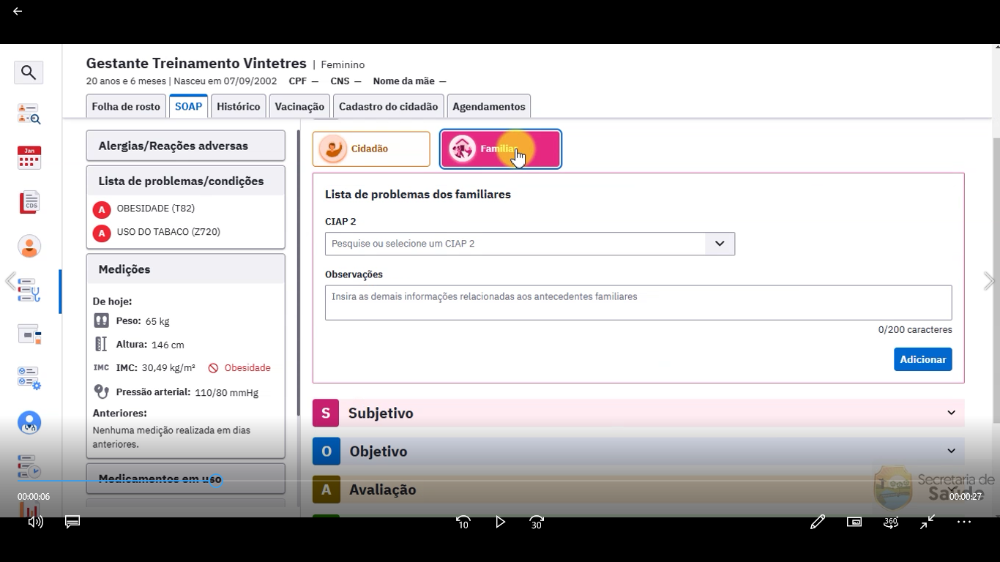 Gestante Treinamento Vintetres | Feminino
20 anos e 6 meses | Nasceu em 07/09/2002 CPF — CNS — Nome da mãe —
Folha de rosto SOAP Histórico Vacinação Cadastro do cidadão Agendamentos
Jan
CDS
Alergias/Reações adversas
Lista de problemas/condições
A OBESIDADE (T82)
A USO DO TABACO (Z720)
Medições
De hoje:
Peso: 65 kg
Altura: 146 cm
IMC IMC: 30,49 kg/m² Obesidade
Pressão arterial: 110/80 mmHg
Anteriores:
Nenhuma medição realizada em dias
anteriores.
Medicamentos em uso
Cidadão
Lista de problemas dos familiares
CIAP 2
Pesquise ou selecione um CIAP 2
Observações
Insira as demais informações relacionadas aos antecedentes familiares
0/200 caracteres
Adicionar
S Subjetivo
O Objetivo
A Avaliação
Secretaria de
Saúde
00:00:06
00:00:27
10
30
360